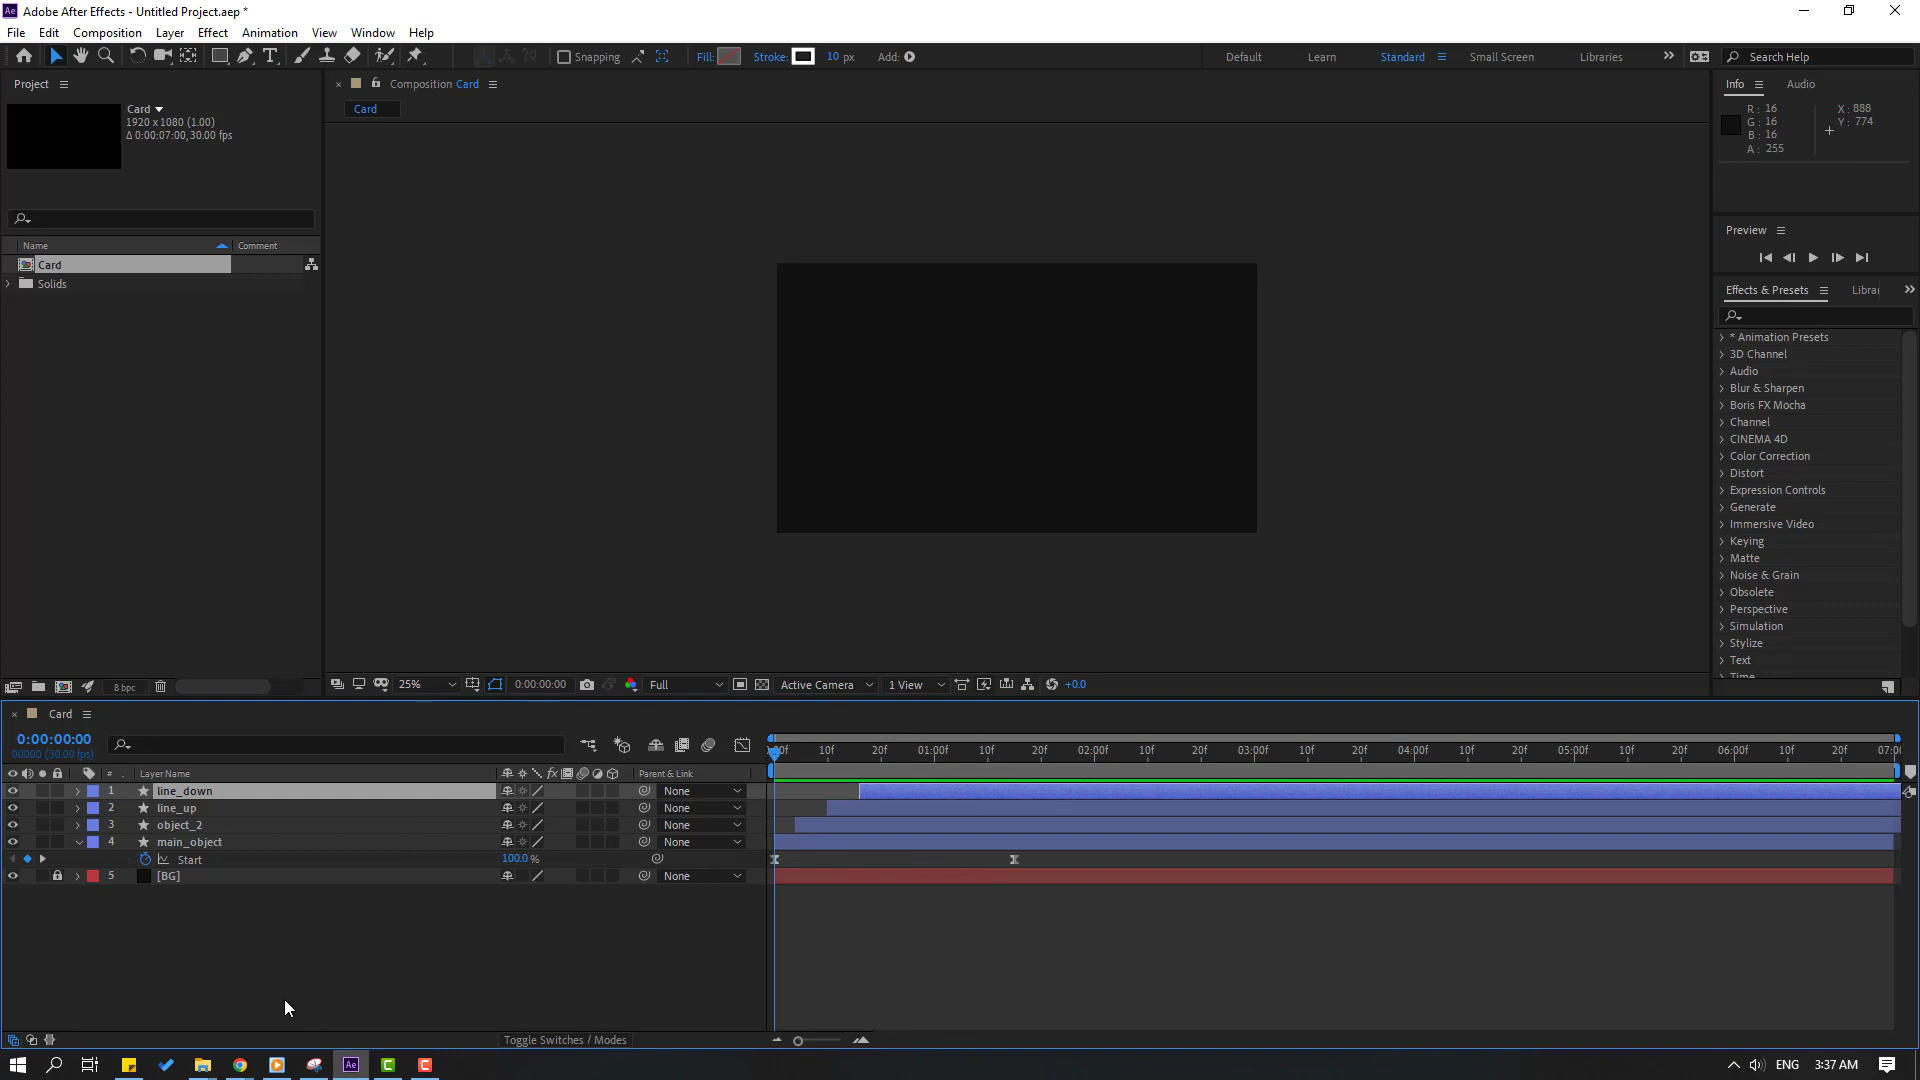 Adobe After Effects - Untitled Project.aep *
File Edit Composition Layer Effect Animation View Window Help
Snapping Fill: Stroke: 10 px Add: Default Learn Standard Small Screen Libraries Search Help
Project
Composition Card
Info Audio
Card
Card
1920 x 1080 (1.00)
Δ 0:00:07:00, 30.00 fps
R: 16
G: 16
B: 16
A: 255
X: 888
Y: 774
Preview
Name Comment
Card
Solids
Effects & Presets Librar
* Animation Presets
3D Channel
Audio
Blur & Sharpen
Boris FX Mocha
Channel
CINEMA 4D
Color Correction
Distort
Expression Controls
Generate
Immersive Video
Keying
Matte
Noise & Grain
Obsolete
Perspective
Simulation
Stylize
Text
Time
8 bpc
25% 0:00:00:00 Full Active Camera 1 View +0.0
Card
0:00:00:00
00000 (30.00 fps)
:00f 10f 20f 01:00f 10f 20f 02:00f 10f 20f 03:00f 10f 20f 04:00f 10f 20f 05:00f 10f 20f 06:00f 10f 20f 07:00
# Layer Name fx Parent & Link
1 line_down None
2 line_up None
3 object_2 None
4 main_object None
Start 100.0 %
5 [BG] None
Toggle Switches / Modes
Ae ENG 3:37 AM